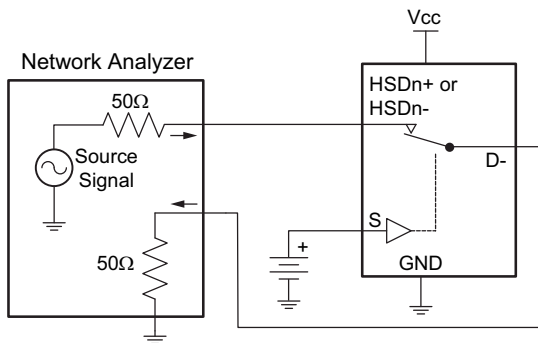 Vcc
Network Analyzer
50Ω
Source
Signal
50Ω
HSDn+ or
HSDn-
D-
S
+
GND